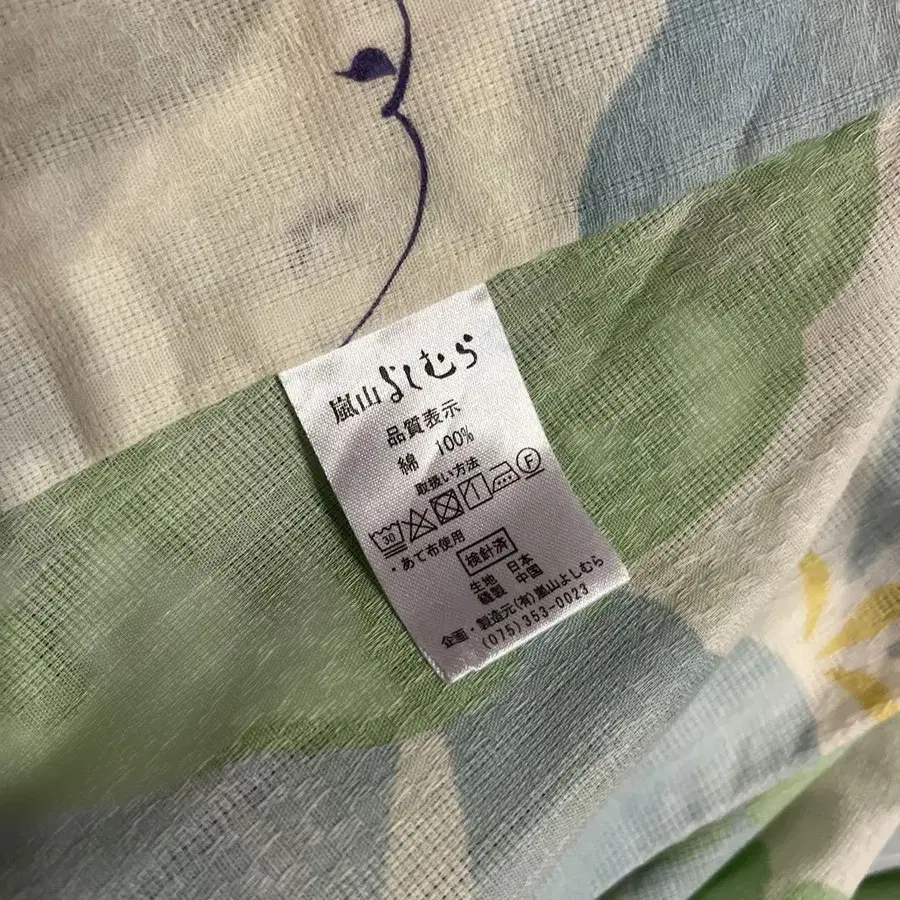 嵐山よしむら
品質表示
綿 100%
取扱い方法
30 F
・あて布使用
検針済
生地 日本
縫製 中国
企画・製造元(有)嵐山よしむら
(075)353-0023